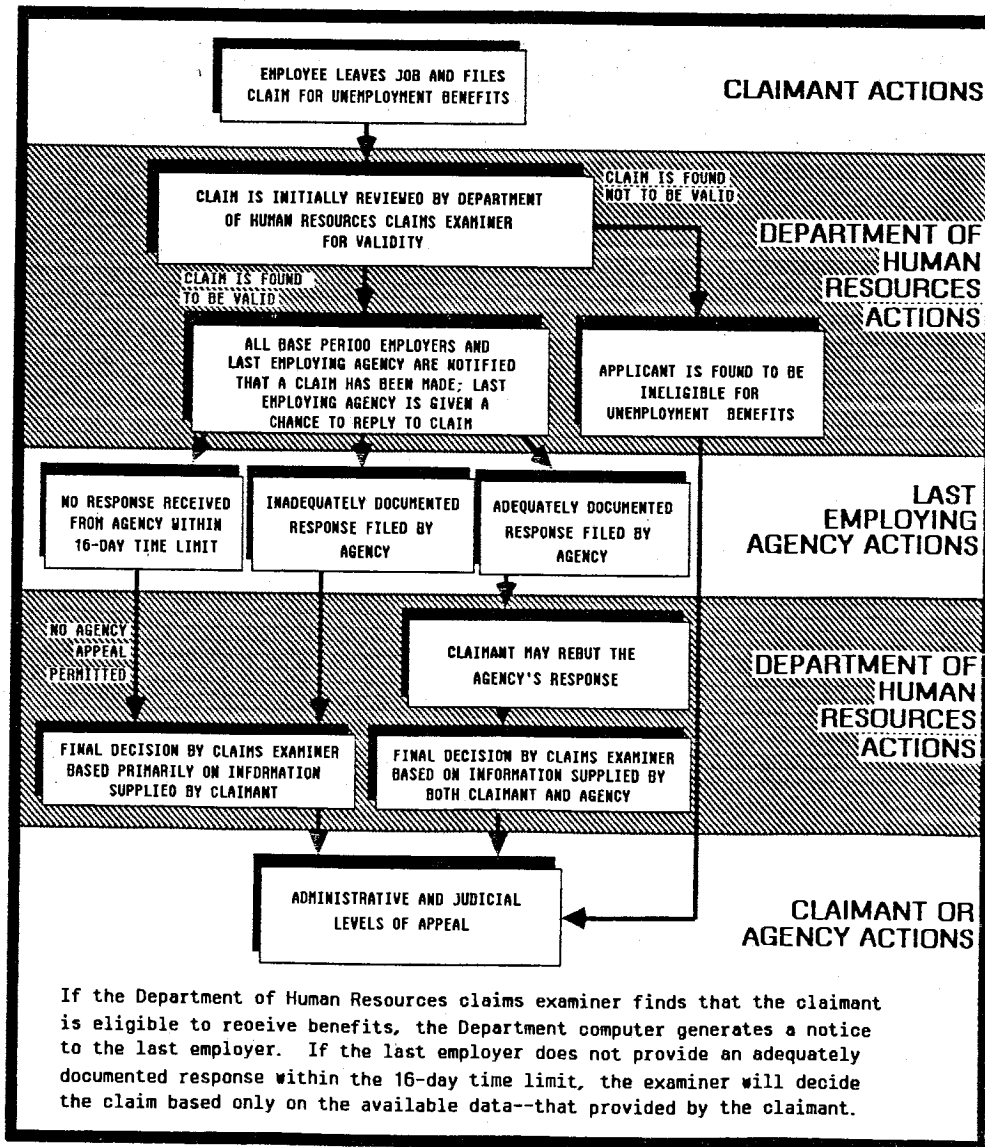 EMPLOYEE LEAVES JOB AND FILES
CLAIM FOR UNEMPLOYMENT BENEFITS
CLAIMANT ACTIONS
CLAIM IS INITIALLY REVIEWED BY DEPARTMENT
OF HUMAN RESOURCES CLAIMS EXAMINER
FOR VALIDITY
CLAIM IS FOUND
NOT TO BE VALID
DEPARTMENT OF
HUMAN
RESOURCES
ACTIONS
CLAIM IS FOUND
TO BE VALID
ALL BASE PERIOD EMPLOYERS AND
LAST EMPLOYING AGENCY ARE NOTIFIED
THAT A CLAIM HAS BEEN MADE; LAST
EMPLOYING AGENCY IS GIVEN A
CHANCE TO REPLY TO CLAIM
APPLICANT IS FOUND TO BE
INELIGIBLE FOR
UNEMPLOYMENT BENEFITS
NO RESPONSE RECEIVED
FROM AGENCY WITHIN
16-DAY TIME LIMIT
INADEQUATELY DOCUMENTED
RESPONSE FILED BY
AGENCY
ADEQUATELY DOCUMENTED
RESPONSE FILED BY
AGENCY
LAST
EMPLOYING
AGENCY ACTIONS
NO AGENCY
APPEAL
PERMITTED
CLAIMANT MAY REBUT THE
AGENCY'S RESPONSE
DEPARTMENT OF
HUMAN
RESOURCES
ACTIONS
FINAL DECISION BY CLAIMS EXAMINER
BASED PRIMARILY ON INFORMATION
SUPPLIED BY CLAIMANT
FINAL DECISION BY CLAIMS EXAMINER
BASED ON INFORMATION SUPPLIED BY
BOTH CLAIMANT AND AGENCY
ADMINISTRATIVE AND JUDICIAL
LEVELS OF APPEAL
CLAIMANT OR
AGENCY ACTIONS
If the Department of Human Resources claims examiner finds that the claimant
is eligible to reoeive benefits, the Department computer generates a notice
to the last employer. If the last employer does not provide an adequately
documented response within the 16-day time limit, the examiner will decide
the claim based only on the available data--that provided by the claimant.